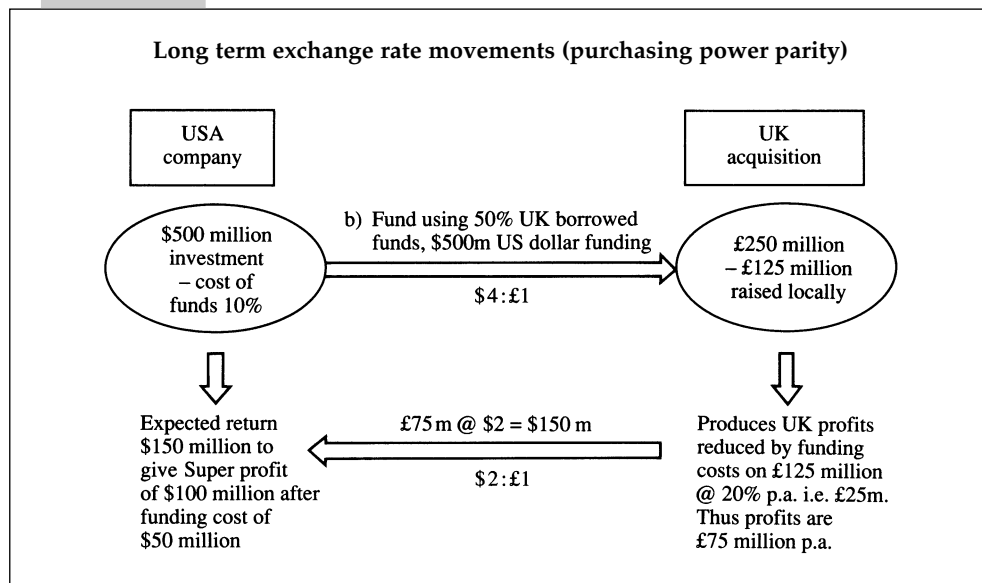 Long term exchange rate movements (purchasing power parity)
USA
company
UK
acquisition
$500 million
investment
– cost of
funds 10%
b) Fund using 50% UK borrowed
funds, $500m US dollar funding
$4:£1
£250 million
– £125 million
raised locally
Expected return
$150 million to
give Super profit
of $100 million after
funding cost of
$50 million
£75 m @ $2 = $150 m
$2:£1
Produces UK profits
reduced by funding
costs on £125 million
@ 20% p.a. i.e. £25m.
Thus profits are
£75 million p.a.